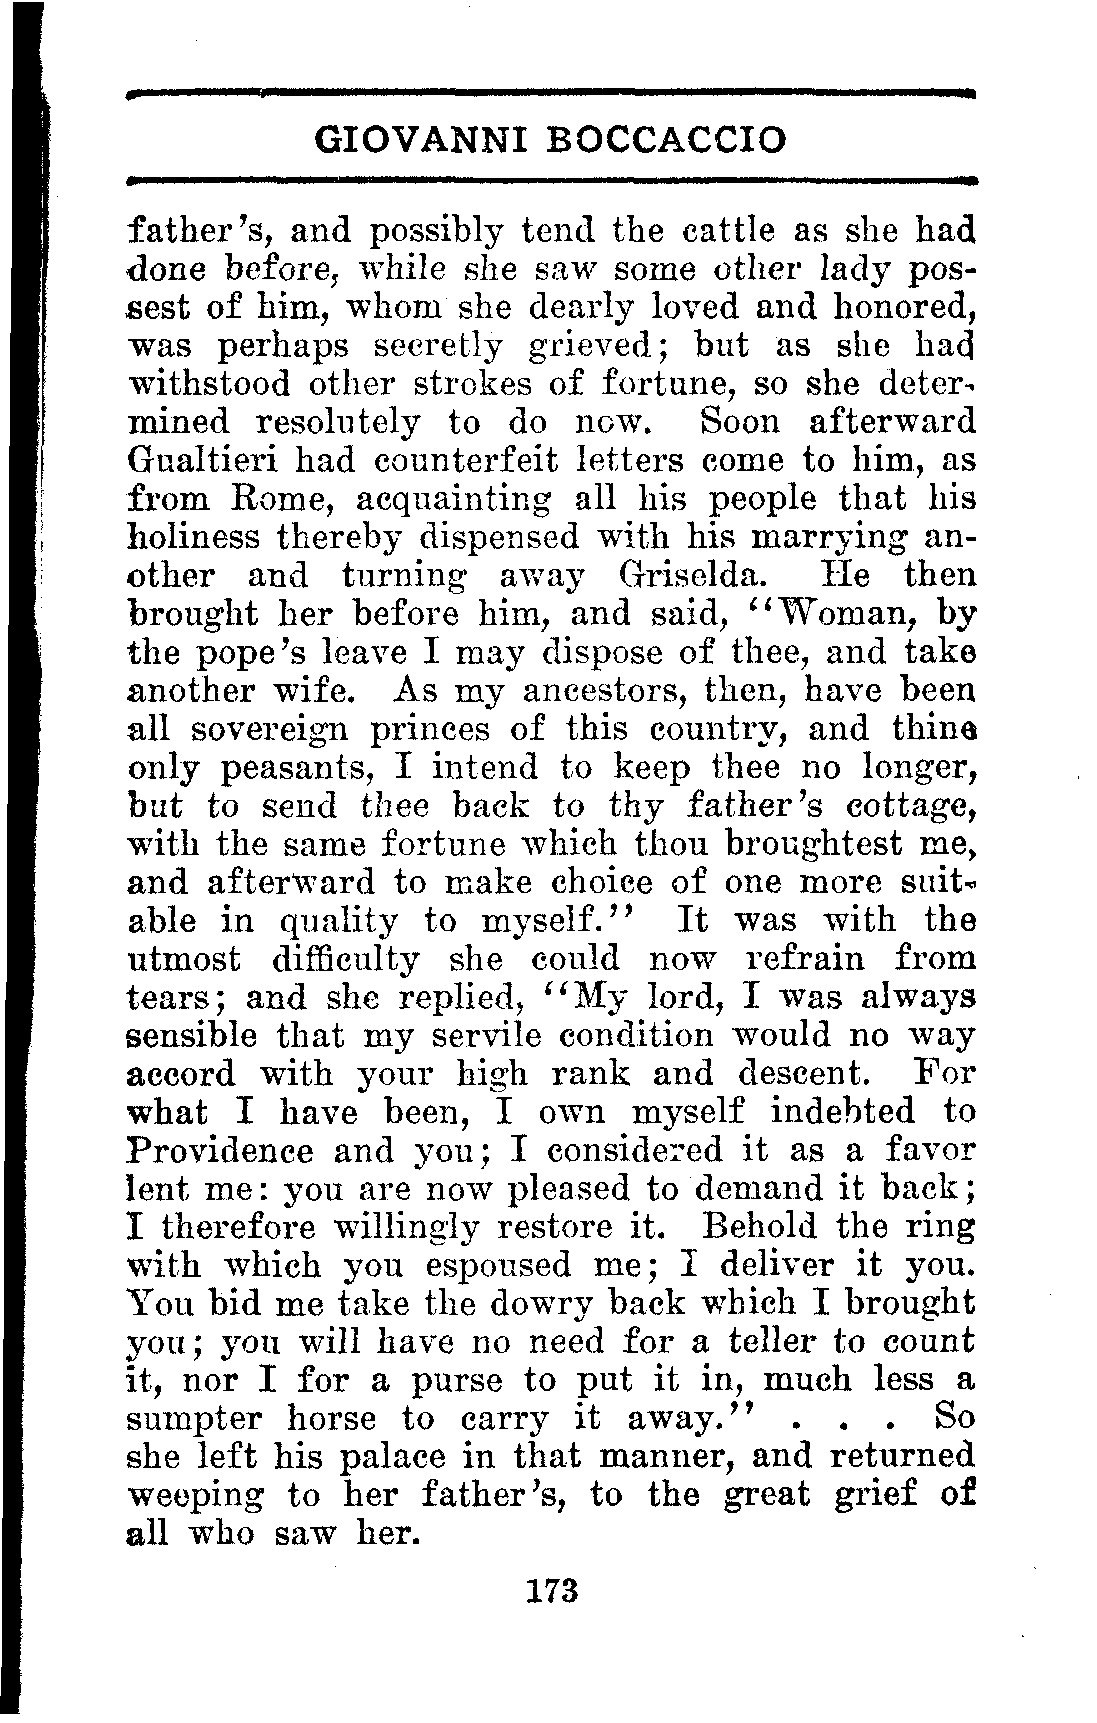 GIOVANNI BOCCACCIO
father's, and possibly tend the cattle as she had
done before, while she saw some other lady pos-
sest of him, whom she dearly loved and honored,
was perhaps secretly grieved; but as she had
withstood other strokes of fortune, so she deter-
mined resolutely to do now. Soon afterward
Gualtieri had counterfeit letters come to him, as
from Rome, acquainting all his people that his
holiness thereby dispensed with his marrying an-
other and turning away Griselda. He then
brought her before him, and said, "Woman, by
the pope's leave I may dispose of thee, and take
another wife. As my ancestors, then, have been
all sovereign princes of this country, and thine
only peasants, I intend to keep thee no longer,
but to send thee back to thy father's cottage,
with the same fortune which thou broughtest me,
and afterward to make choice of one more suit-
able in quality to myself." It was with the
utmost difficulty she could now refrain from
tears; and she replied, "My lord, I was always
sensible that my servile condition would no way
accord with your high rank and descent. For
what I have been, I own myself indebted to
Providence and you; I considered it as a favor
lent me: you are now pleased to demand it back;
I therefore willingly restore it. Behold the ring
with which you espoused me; I deliver it you.
You bid me take the dowry back which I brought
you; you will have no need for a teller to count
it, nor I for a purse to put it in, much less a
sumpter horse to carry it away." . . . So
she left his palace in that manner, and returned
weeping to her father's, to the great grief of
all who saw her.
173